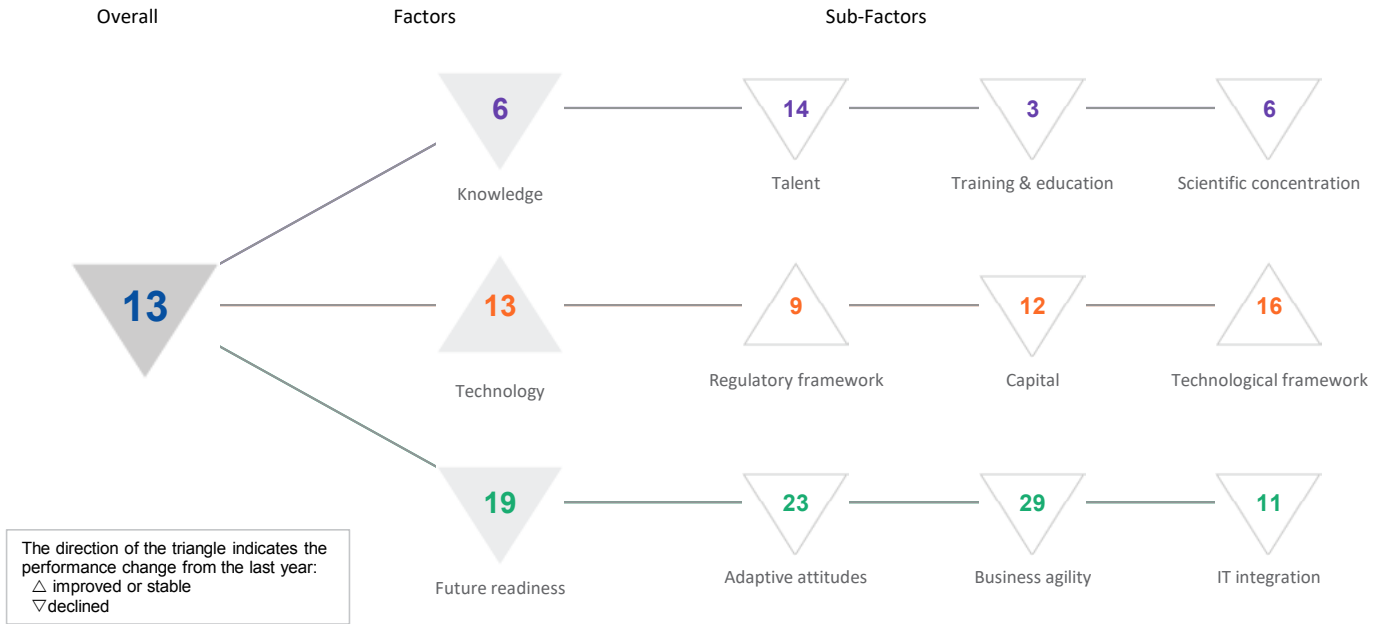 Overall Factors Sub-Factors
6 14 3 6
Knowledge Talent Training & education Scientific concentration
13
13 9 12 16
Technology Regulatory framework Capital Technological framework
19 23 29 11
Future readiness Adaptive attitudes Business agility IT integration
The direction of the triangle indicates the
performance change from the last year:
△ improved or stable
▽declined